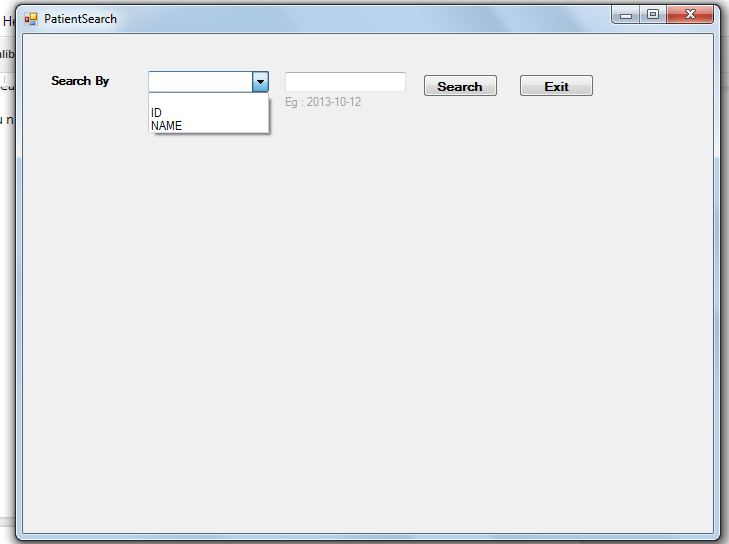 PatientSearch
Search By
Search
Exit
Eg : 2013-10-12
ID
NAME